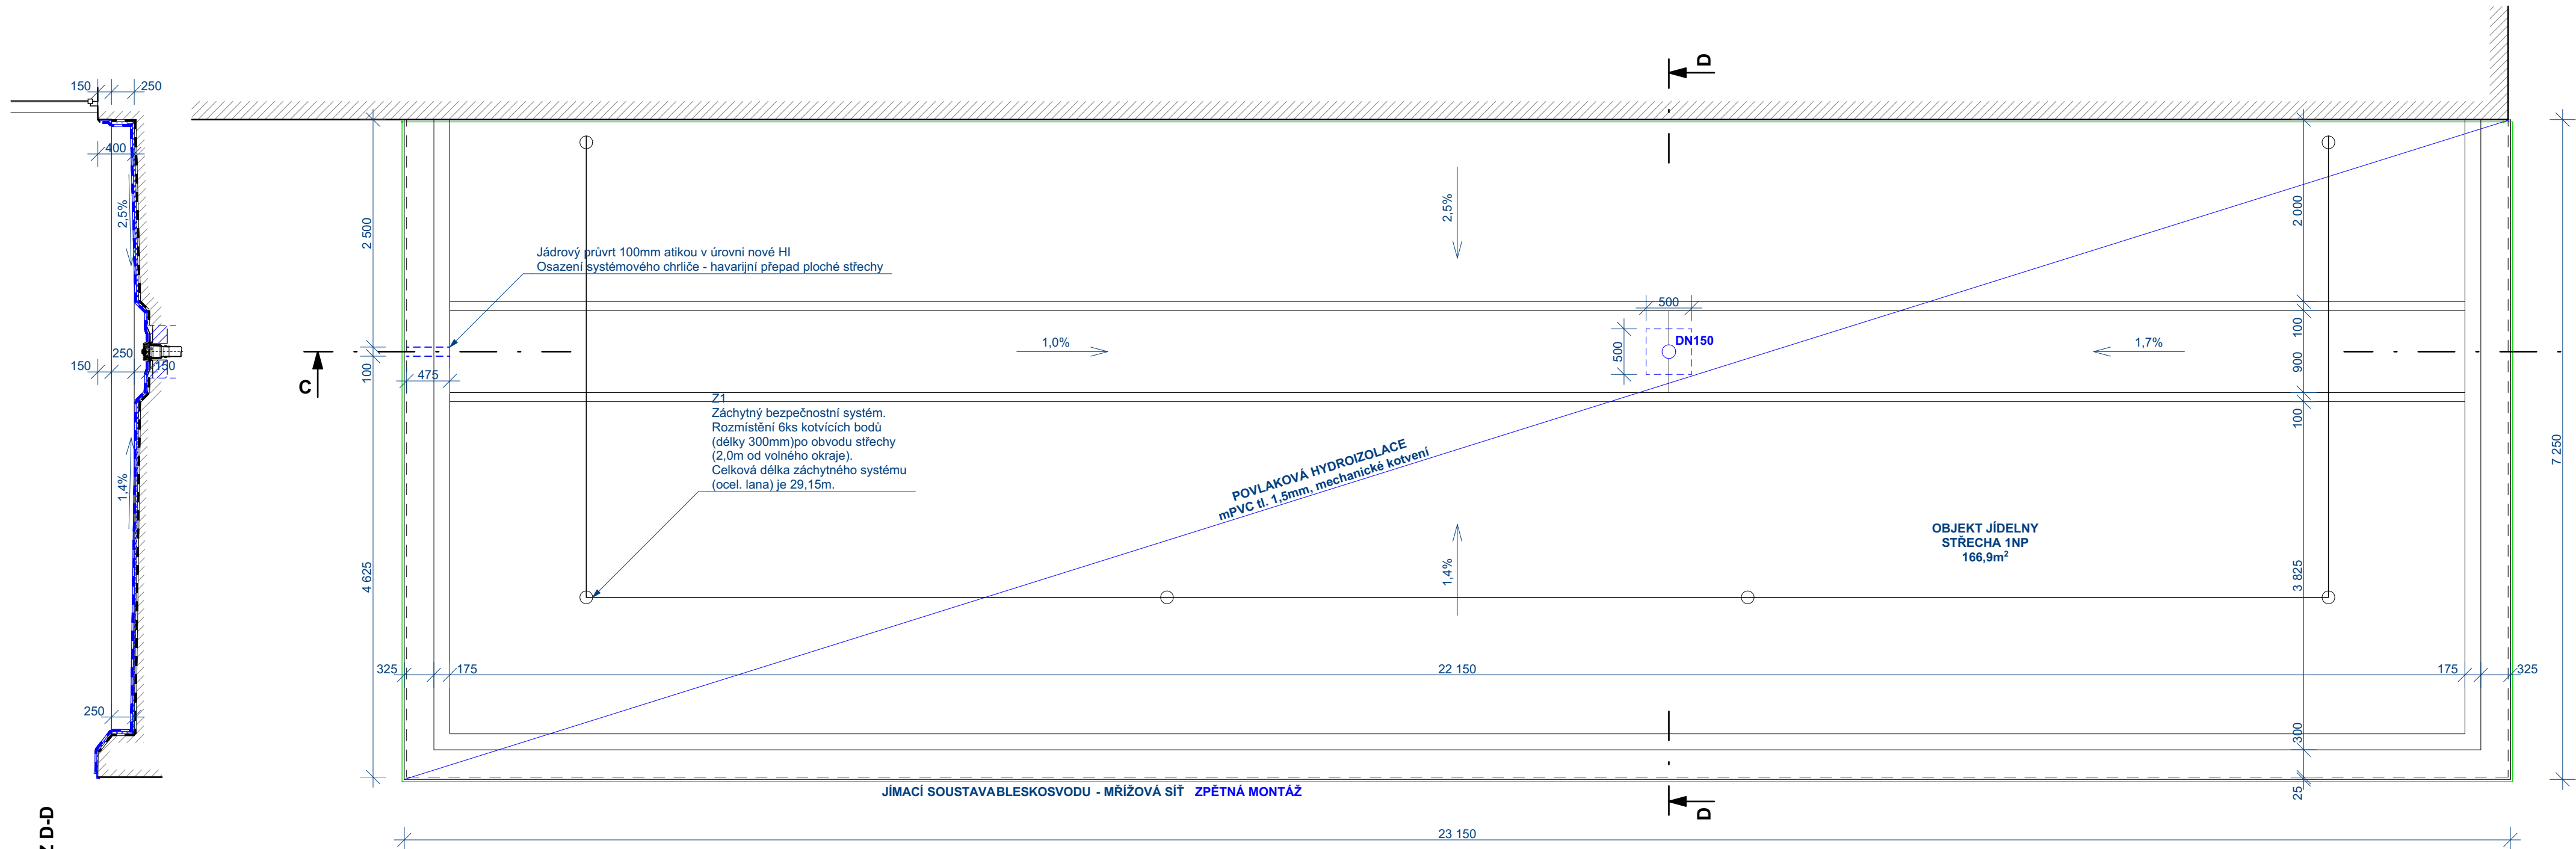 D
150
250
400
2,5%
250
150
150
1,4%
250
Z D-D
2 500
100
4 625
Jádrový průvrt 100mm atikou v úrovni nové HI
Osazení systémového chrliče - havarijní přepad ploché střechy
2,5%
2 000
500
500
DN150
1,0%
1,7%
C
475
100
900
100
Z1
Záchytný bezpečnostní systém.
Rozmístění 6ks kotvících bodů
(délky 300mm)po obvodu střechy
(2,0m od volného okraje).
Celková délka záchytného systému
(ocel. lana) je 29,15m.
POVLAKOVÁ HYDROIZOLACE
mPVC tl. 1,5mm, mechanické kotvení
7 250
OBJEKT JÍDELNY
STŘECHA 1NP
166,9m²
1,4%
3 825
325
175
22 150
175
325
300
25
JÍMACÍ SOUSTAVA BLESKOSVODU - MŘÍŽOVÁ SÍŤ ZPĚTNÁ MONTÁŽ
D
23 150